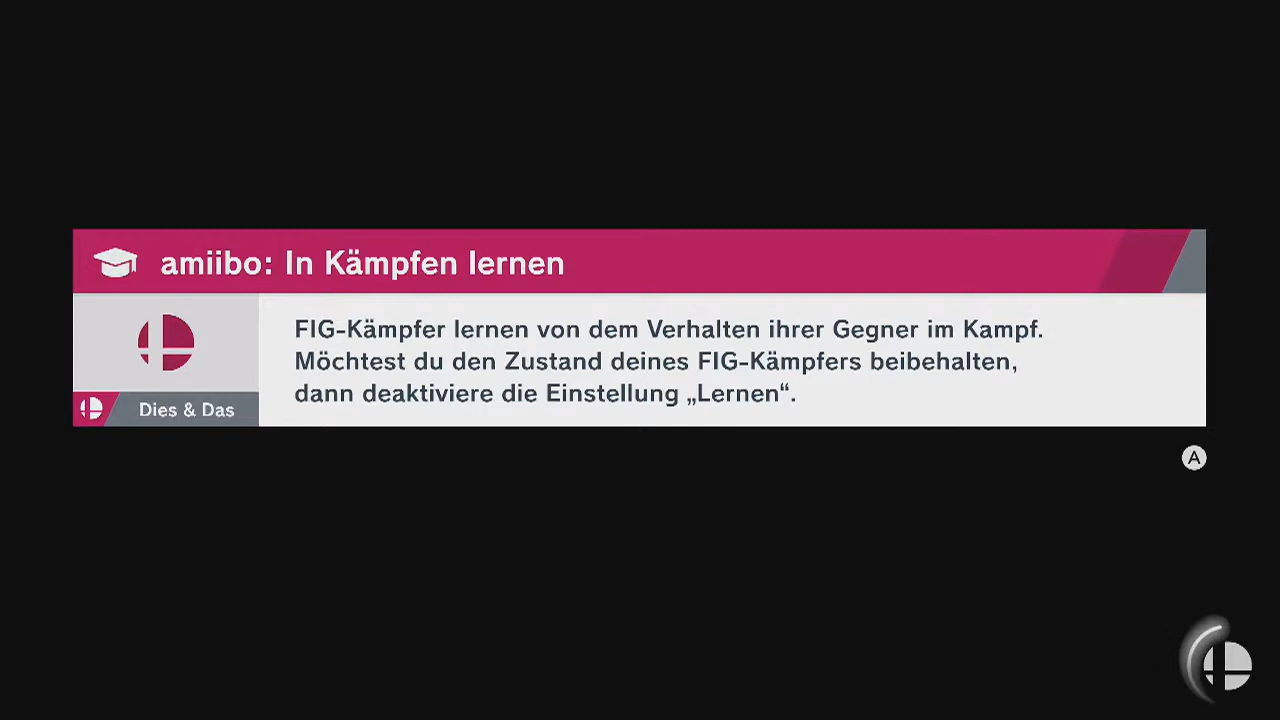 amiibo: In Kämpfen lernen
FIG-Kämpfer lernen von dem Verhalten ihrer Gegner im Kampf.
Möchtest du den Zustand deines FIG-Kämpfers beibehalten,
dann deaktiviere die Einstellung „Lernen“.
Dies & Das
A